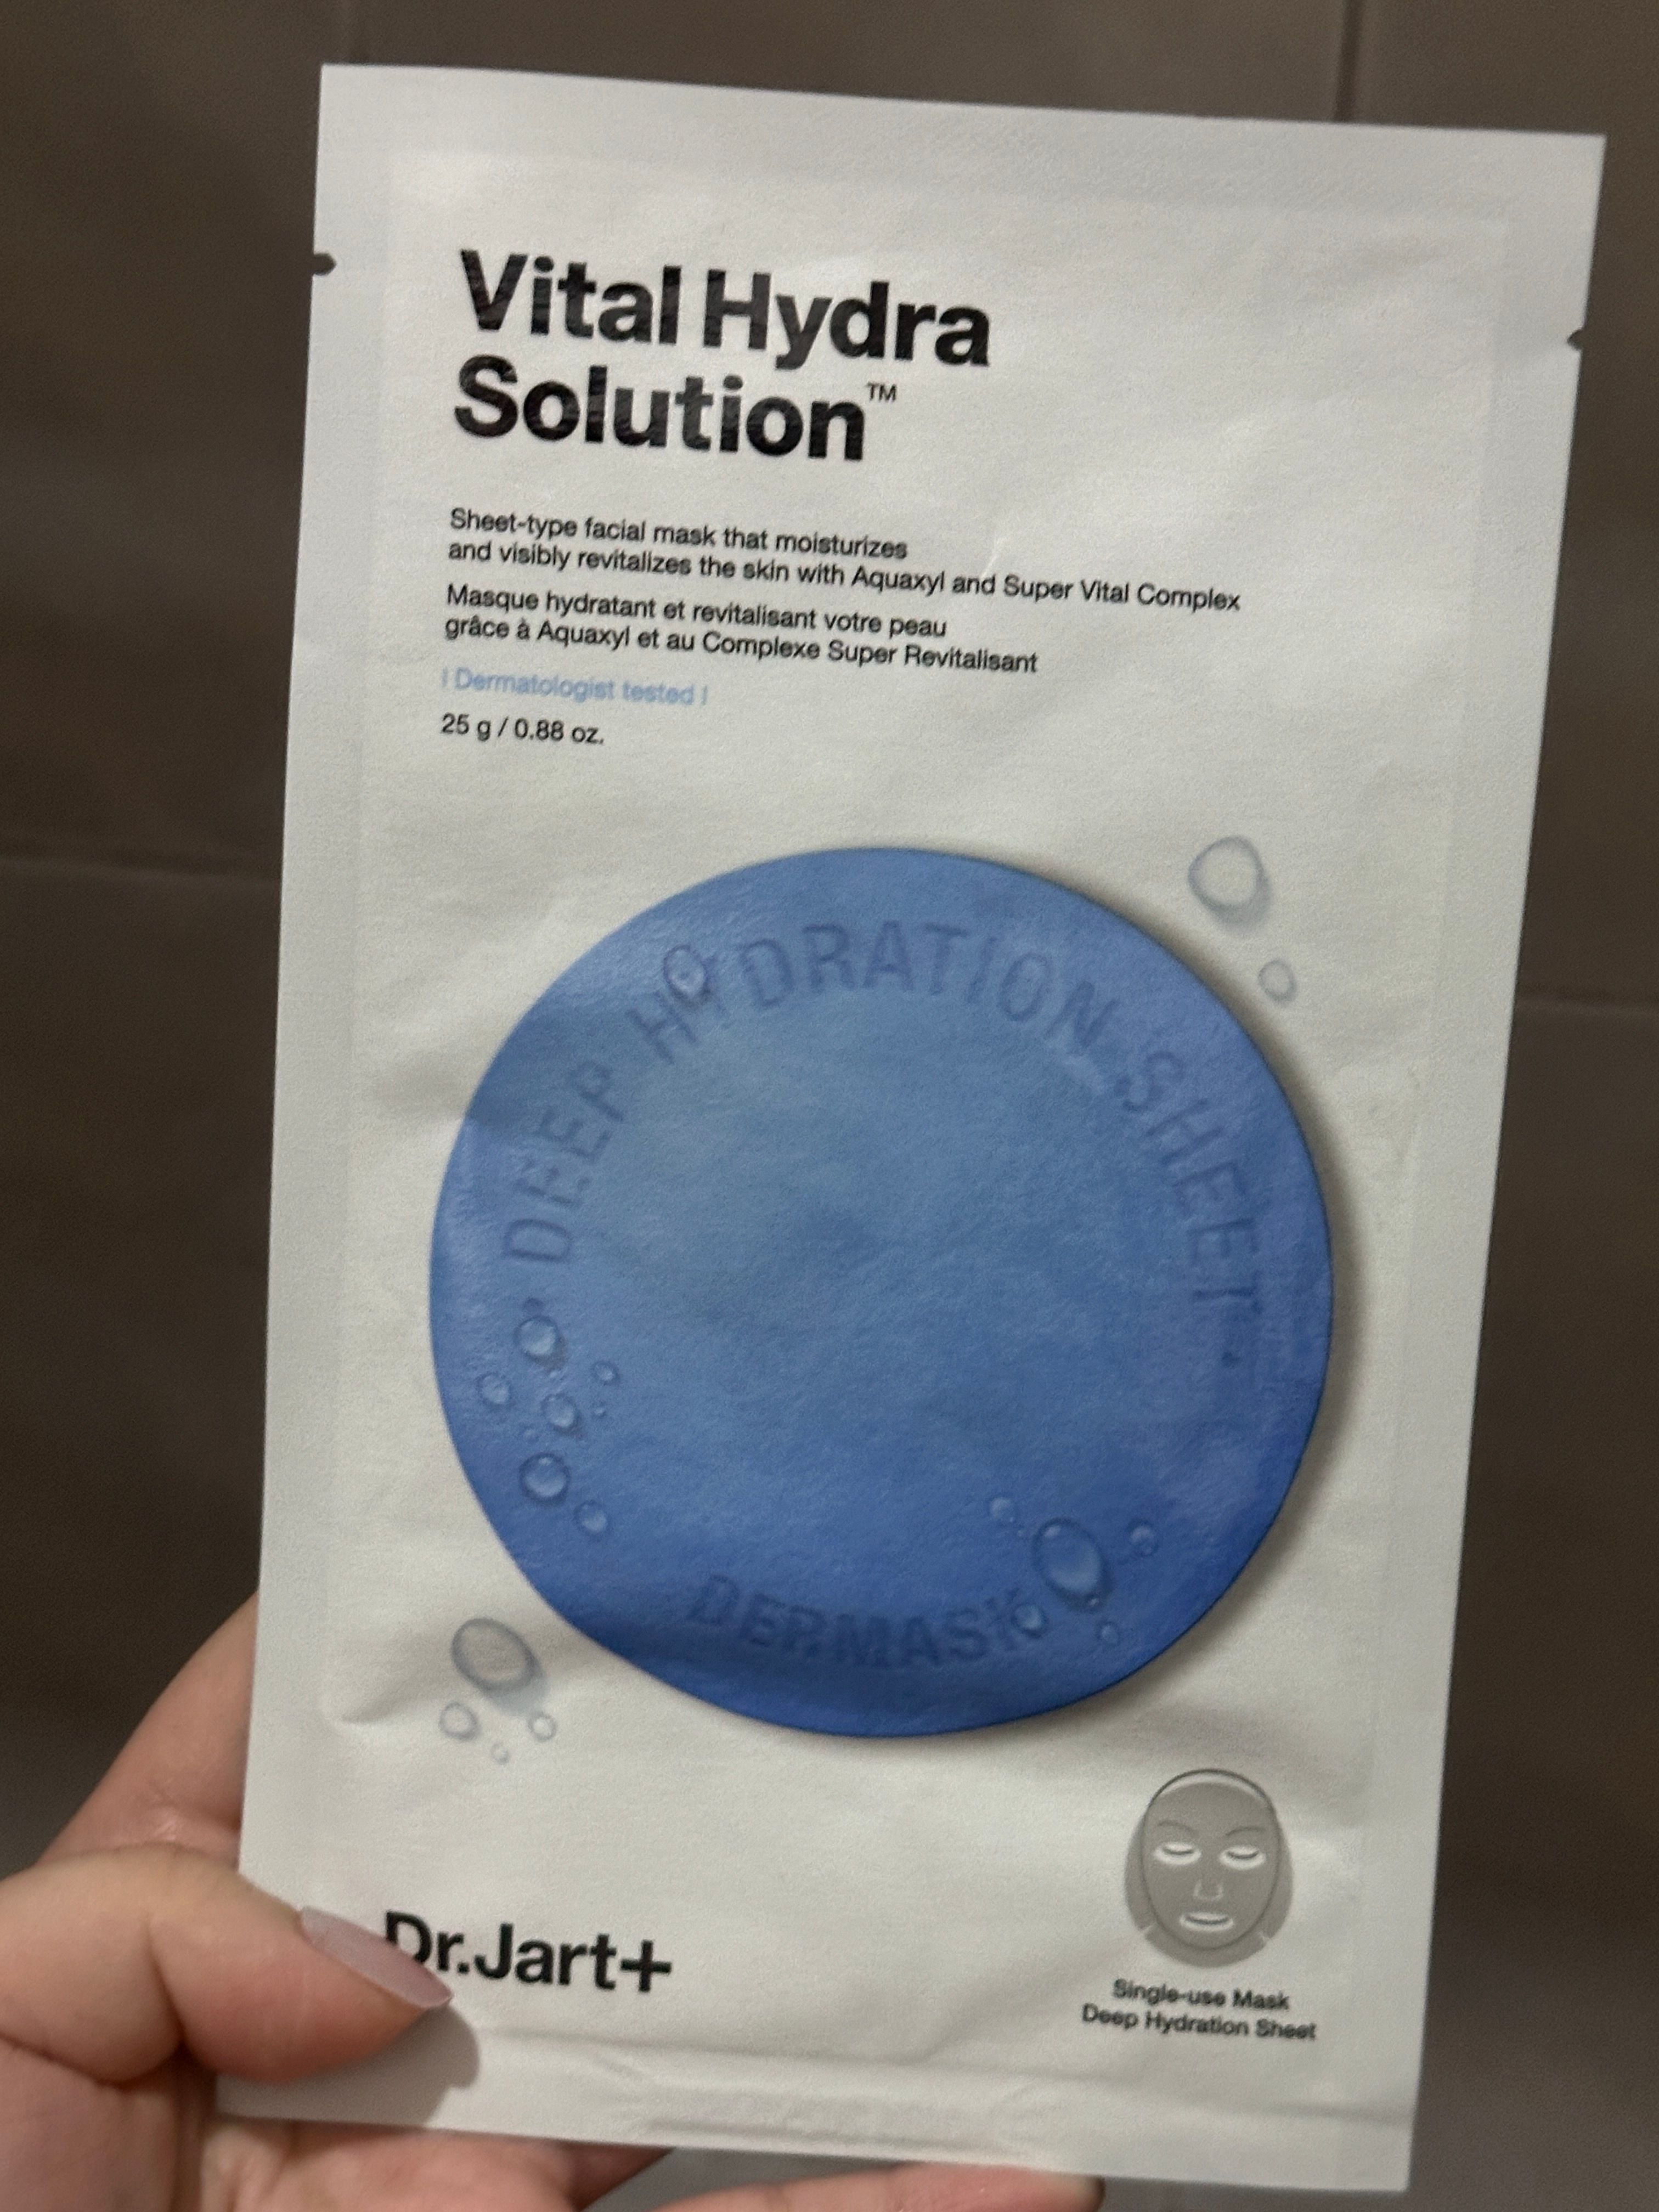 Vital Hydra
Solution™
Sheet-type facial mask that moisturizes
and visibly revitalizes the skin with Aquaxyl and Super Vital Complex
Masque hydratant et revitalisant votre peau
grâce à Aquaxyl et au Complexe Super Revitalisant
| Dermatologist tested |
25 g / 0.88 oz.
• DEEP HYDRATION SHEET •
DERMASK
Dr.Jart+
Single-use Mask
Deep Hydration Sheet